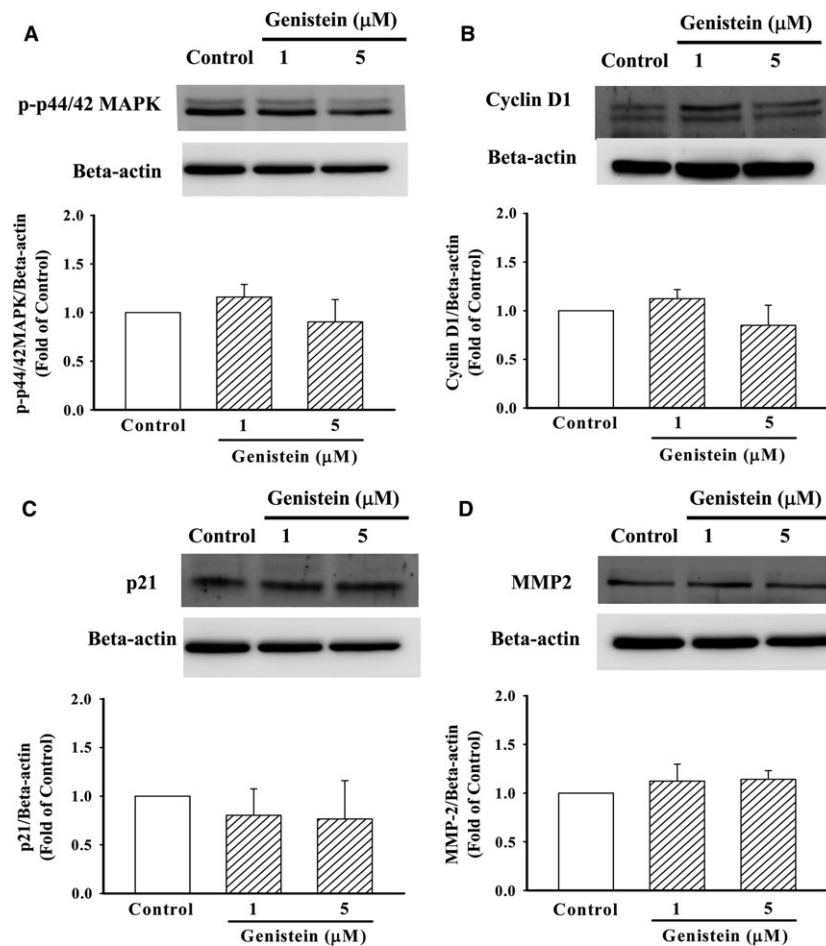 A
Genistein (μM)
Control 1 5
p-p44/42 MAPK
Beta-actin
p-p44/42MAPK/Beta-actin
(Fold of Control)
2.0
1.5
1.0
0.5
0.0
Control 1 5
Genistein (μM)
B
Genistein (μM)
Control 1 5
Cyclin D1
Beta-actin
Cyclin D1/Beta-actin
(Fold of Control)
2.0
1.5
1.0
0.5
0.0
Control 1 5
Genistein (μM)
C
Genistein (μM)
Control 1 5
p21
Beta-actin
p21/Beta-actin
(Fold of Control)
2.0
1.5
1.0
0.5
0.0
Control 1 5
Genistein (μM)
D
Genistein (μM)
Control 1 5
MMP2
Beta-actin
MMP-2/Beta-actin
(Fold of Control)
2.0
1.5
1.0
0.5
0.0
Control 1 5
Genistein (μM)